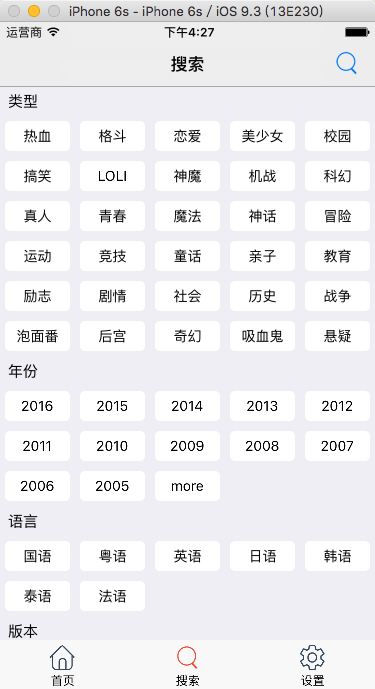 iPhone 6s - iPhone 6s / iOS 9.3 (13E230)
运营商 下午4:27
搜索
类型
热血 格斗 恋爱 美少女 校园
搞笑 LOLI 神魔 机战 科幻
真人 青春 魔法 神话 冒险
运动 竞技 童话 亲子 教育
励志 剧情 社会 历史 战争
泡面番 后宫 奇幻 吸血鬼 悬疑
年份
2016 2015 2014 2013 2012
2011 2010 2009 2008 2007
2006 2005 more
语言
国语 粤语 英语 日语 韩语
泰语 法语
版本
首页 搜索 设置